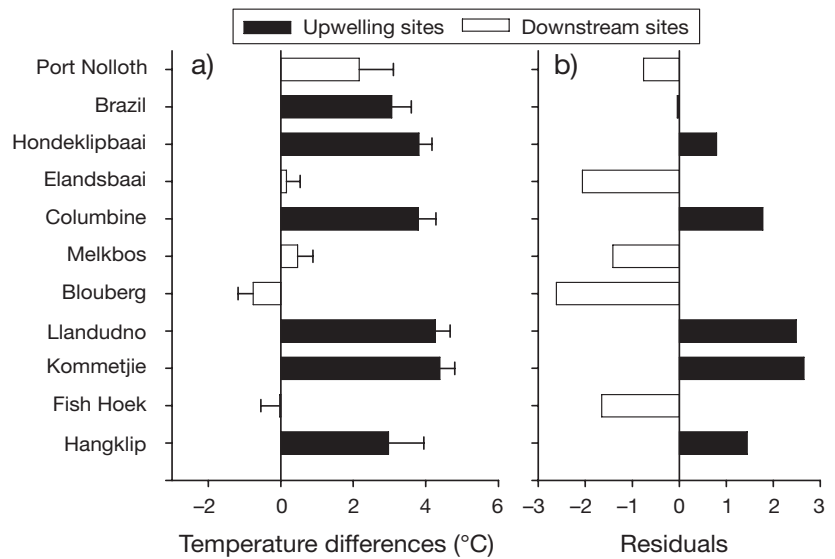 Upwelling sites Downstream sites
a) b)
Port Nolloth
Brazil
Hondeklipbaai
Elandsbaai
Columbine
Melkbos
Blouberg
Llandudno
Kommetjie
Fish Hoek
Hangklip
−2 0 2 4 6 −3 −2 −1 0 1 2 3
Temperature differences (°C) Residuals